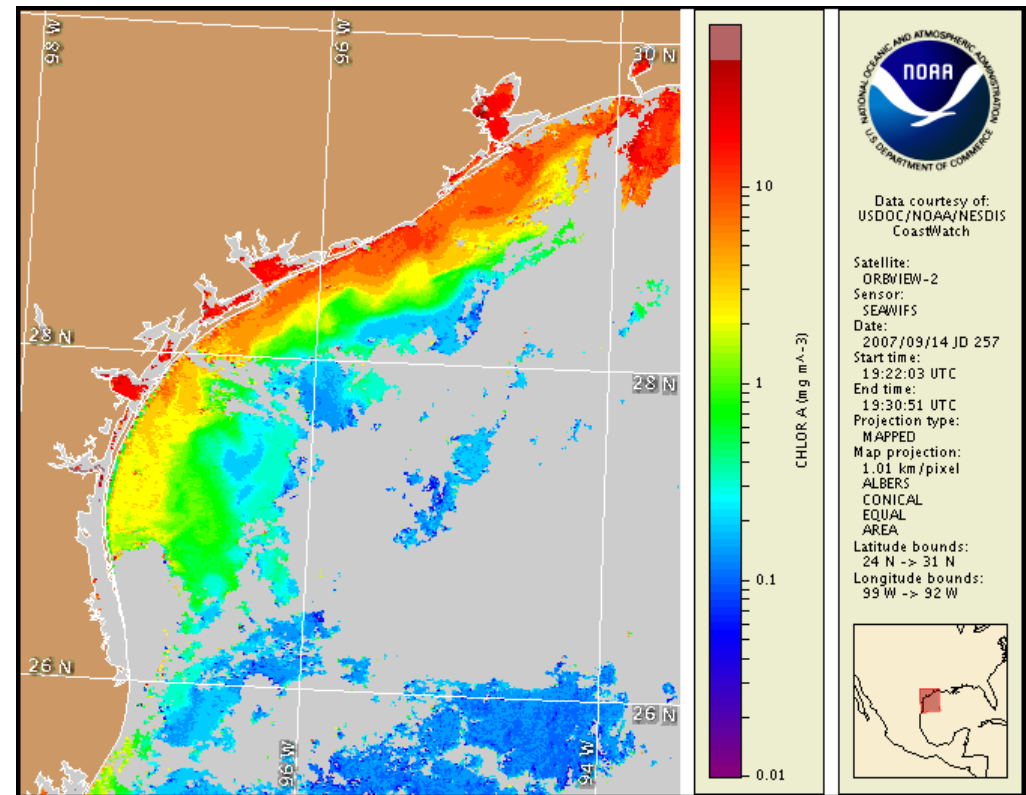 98 W
96 W
30 N
28 N
28 N
26 N
26 N
96 W
94 W
10
1
0.1
0.01
CHLOR A (mg m^-3)
NATIONAL OCEANIC AND ATMOSPHERIC ADMINISTRATION
NOAA
U.S. DEPARTMENT OF COMMERCE
Data courtesy of:
USDOC/NOAA/NESDIS
CoastWatch
Satellite:
ORBVIEW-2
Sensor:
SEAWIFS
Date:
2007/09/14 JD 257
Start time:
19:22:03 UTC
End time:
19:30:51 UTC
Projection type:
MAPPED
Map projection:
1.01 km/pixel
ALBERS
CONICAL
EQUAL
AREA
Latitude bounds:
24 N -> 31 N
Longitude bounds:
99 W -> 92 W